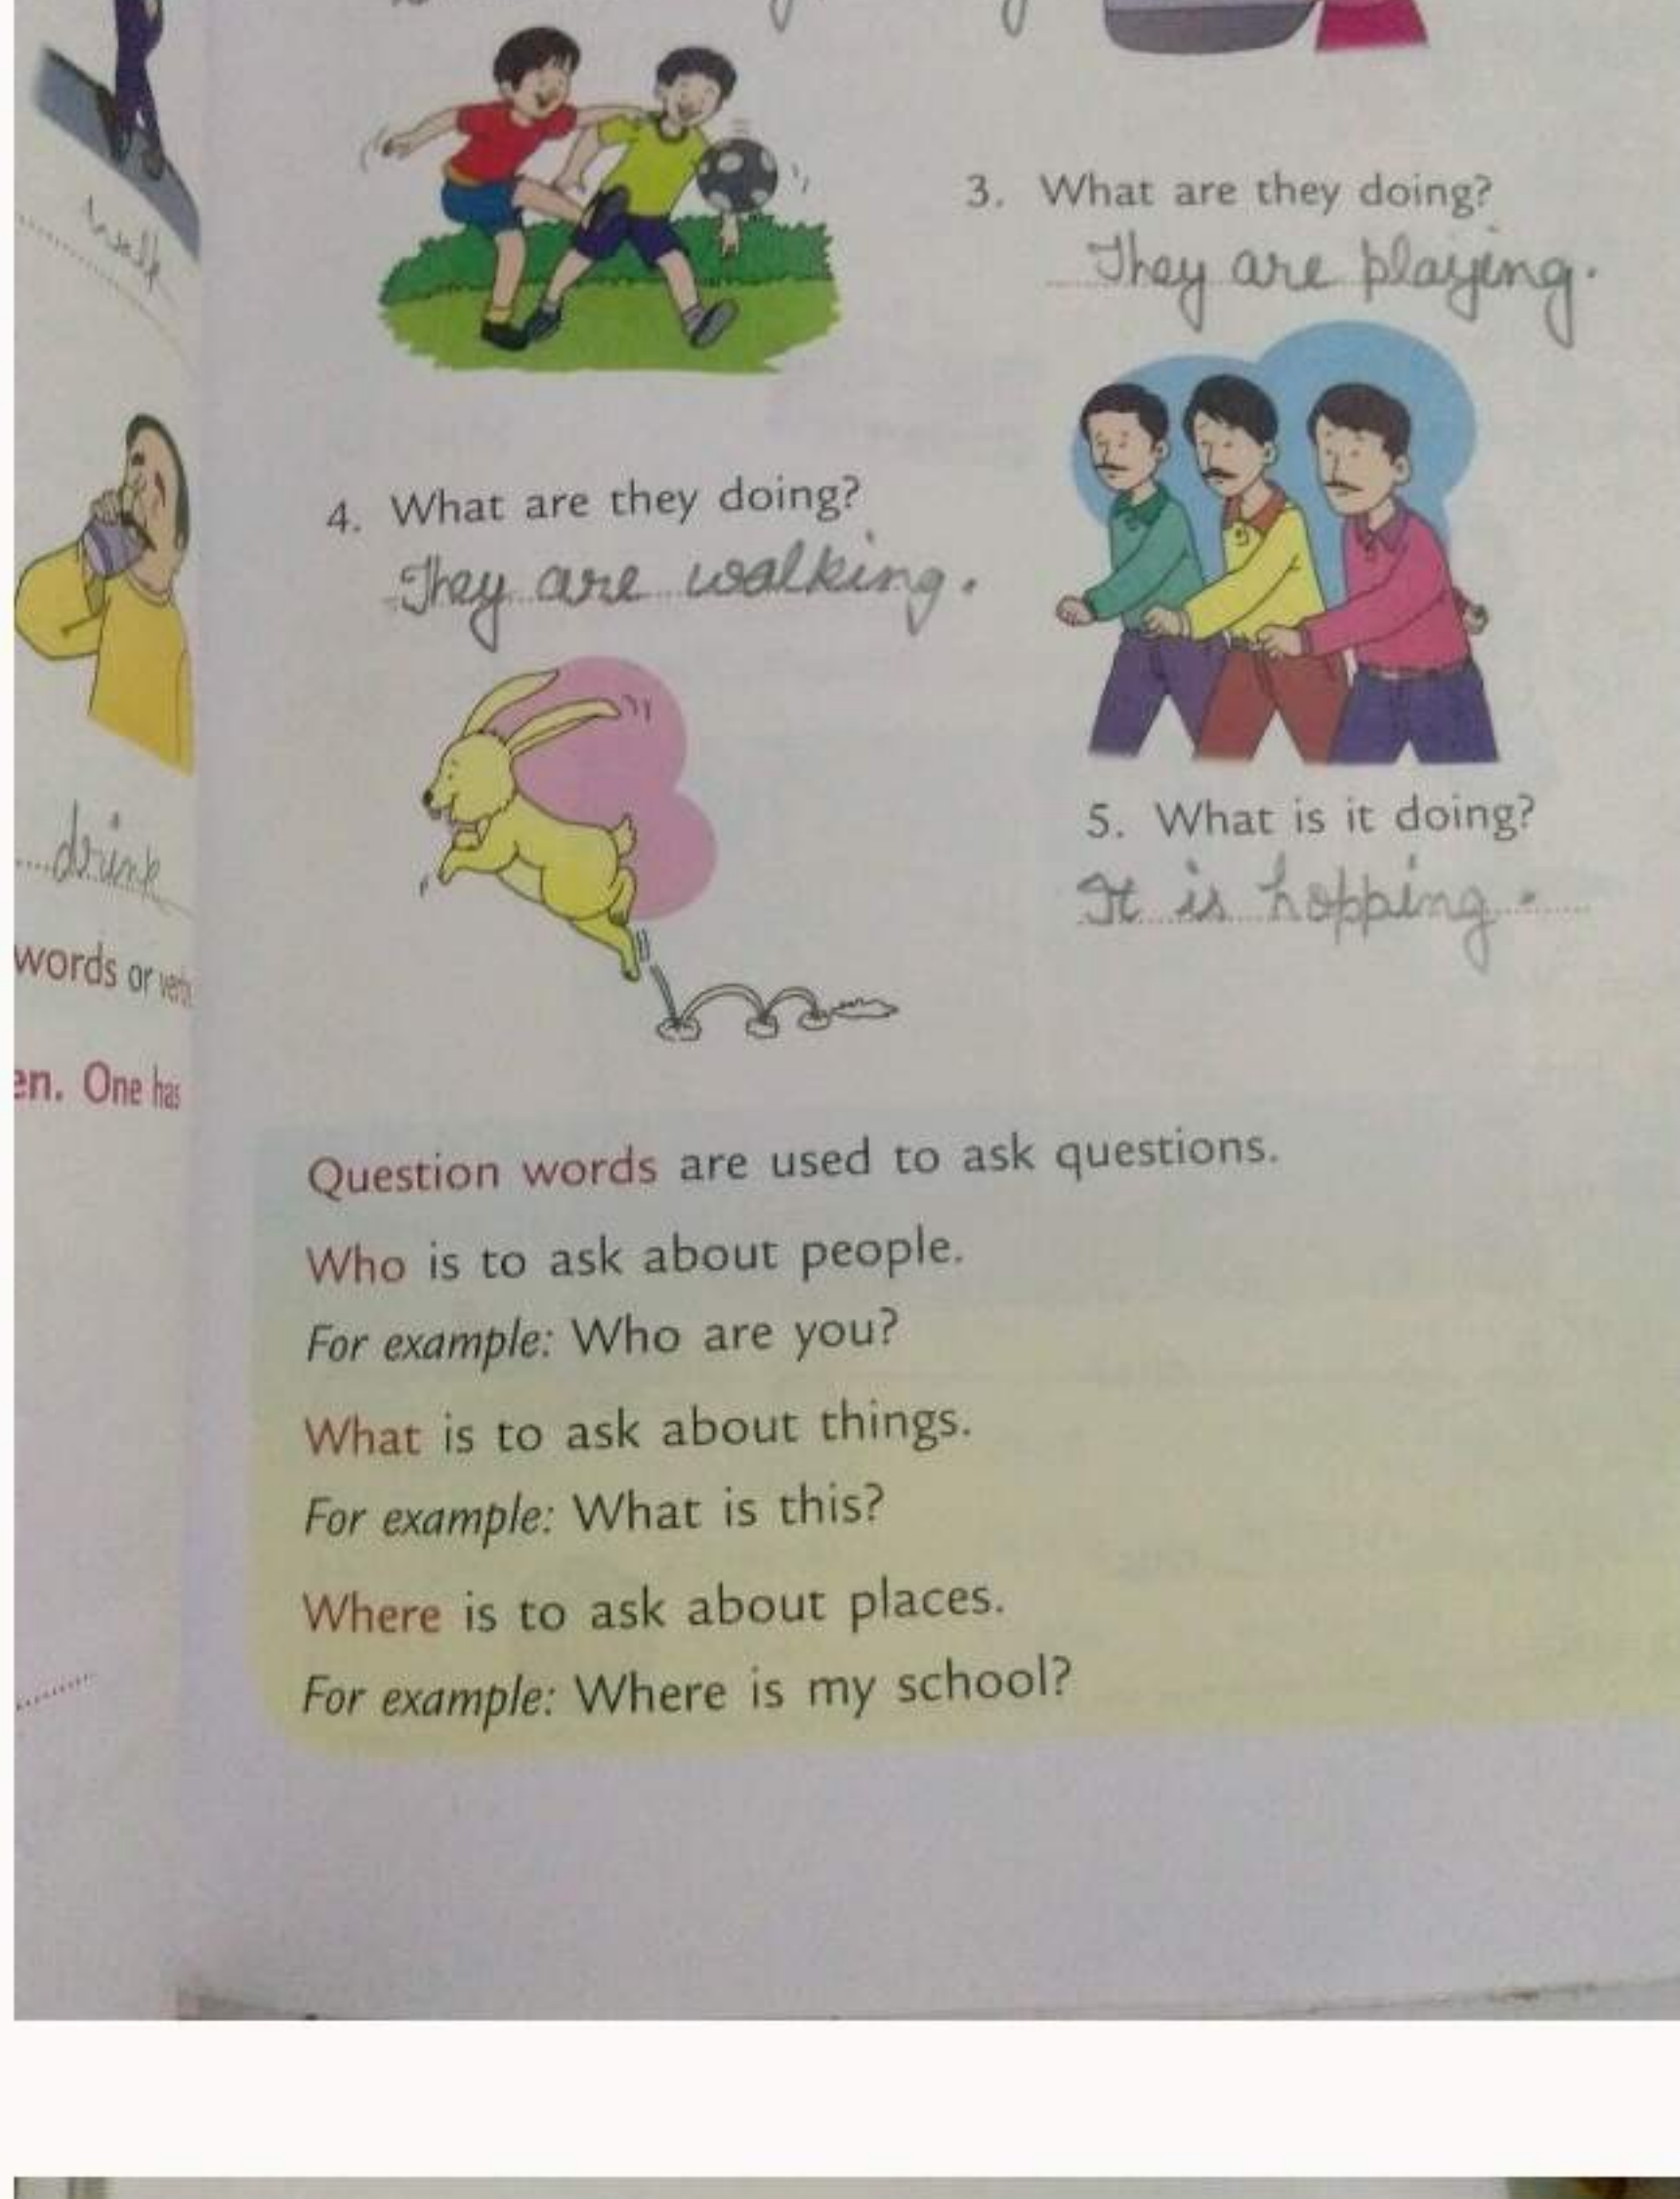 walk
drink
words or verbs
en. One has
3. What are they doing?
They are playing.
4. What are they doing?
They are walking.
5. What is it doing?
It is hopping.
Question words are used to ask questions.
Who is to ask about people.
For example: Who are you?
What is to ask about things.
For example: What is this?
Where is to ask about places.
For example: Where is my school?